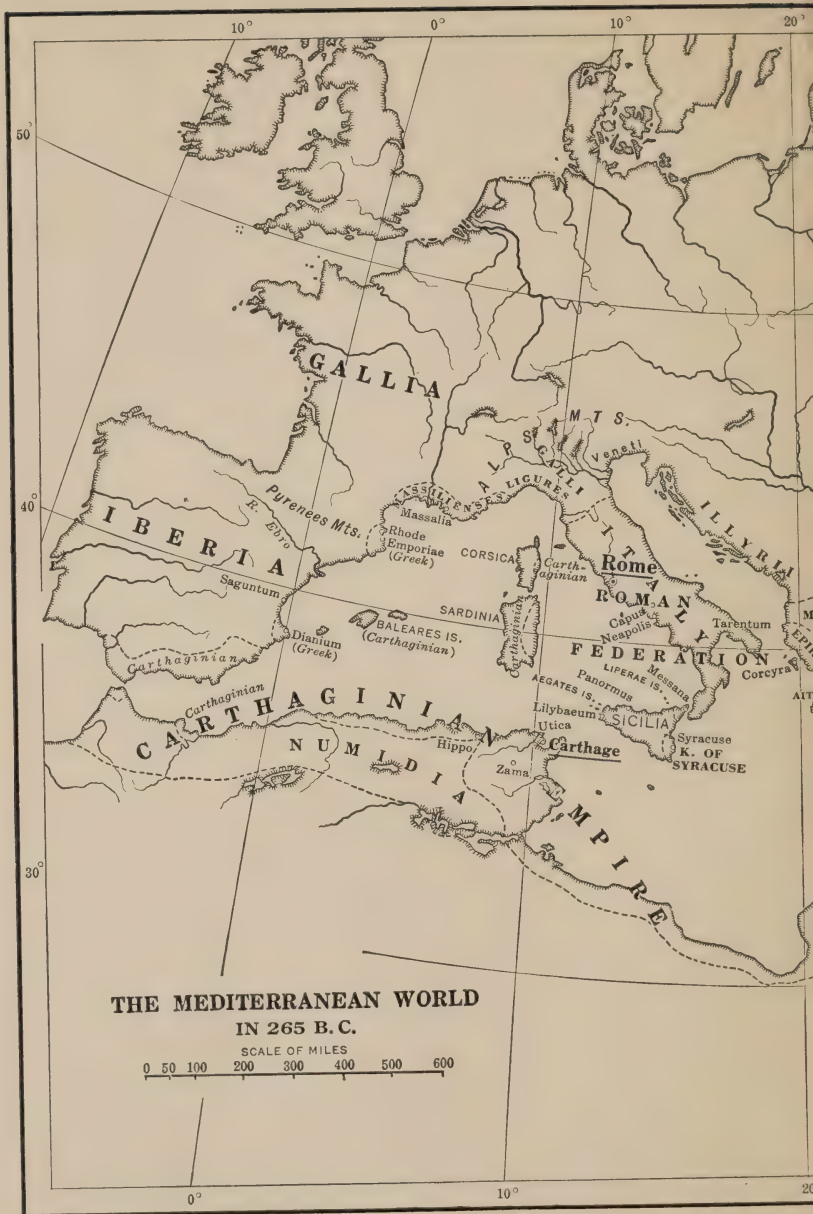 10°
0°
10°
20°
50°
40°
30°
GALLIA
ALPS MTS.
GALLI
Veneti
LIGURES
MASSILIENSES
Massalia
Pyrenees Mts.
R. Ebro
IBERIA
Rhode
Emporiae
(Greek)
CORSICA
Carth-
aginian
ILLYRII
ITALY
Rome
ROMAN
FEDERATION
Capua
Neapolis
Tarentum
Saguntum
SARDINIA
Carthaginian
BALEARES IS.
(Carthaginian)
Dianium
(Greek)
Carthaginian
Carthaginian
Messana
LIPERAE IS.
Panormus
AEGATES IS.
Corcyra
Lilybaeum
SICILIA
Utica
Syracuse
K. OF
SYRACUSE
CARTHAGINIAN
EMPIRE
NUMIDIA
Hippo
Carthage
Zama
THE MEDITERRANEAN WORLD
IN 265 B.C.
SCALE OF MILES
0 50 100 200 300 400 500 600
0°
10°